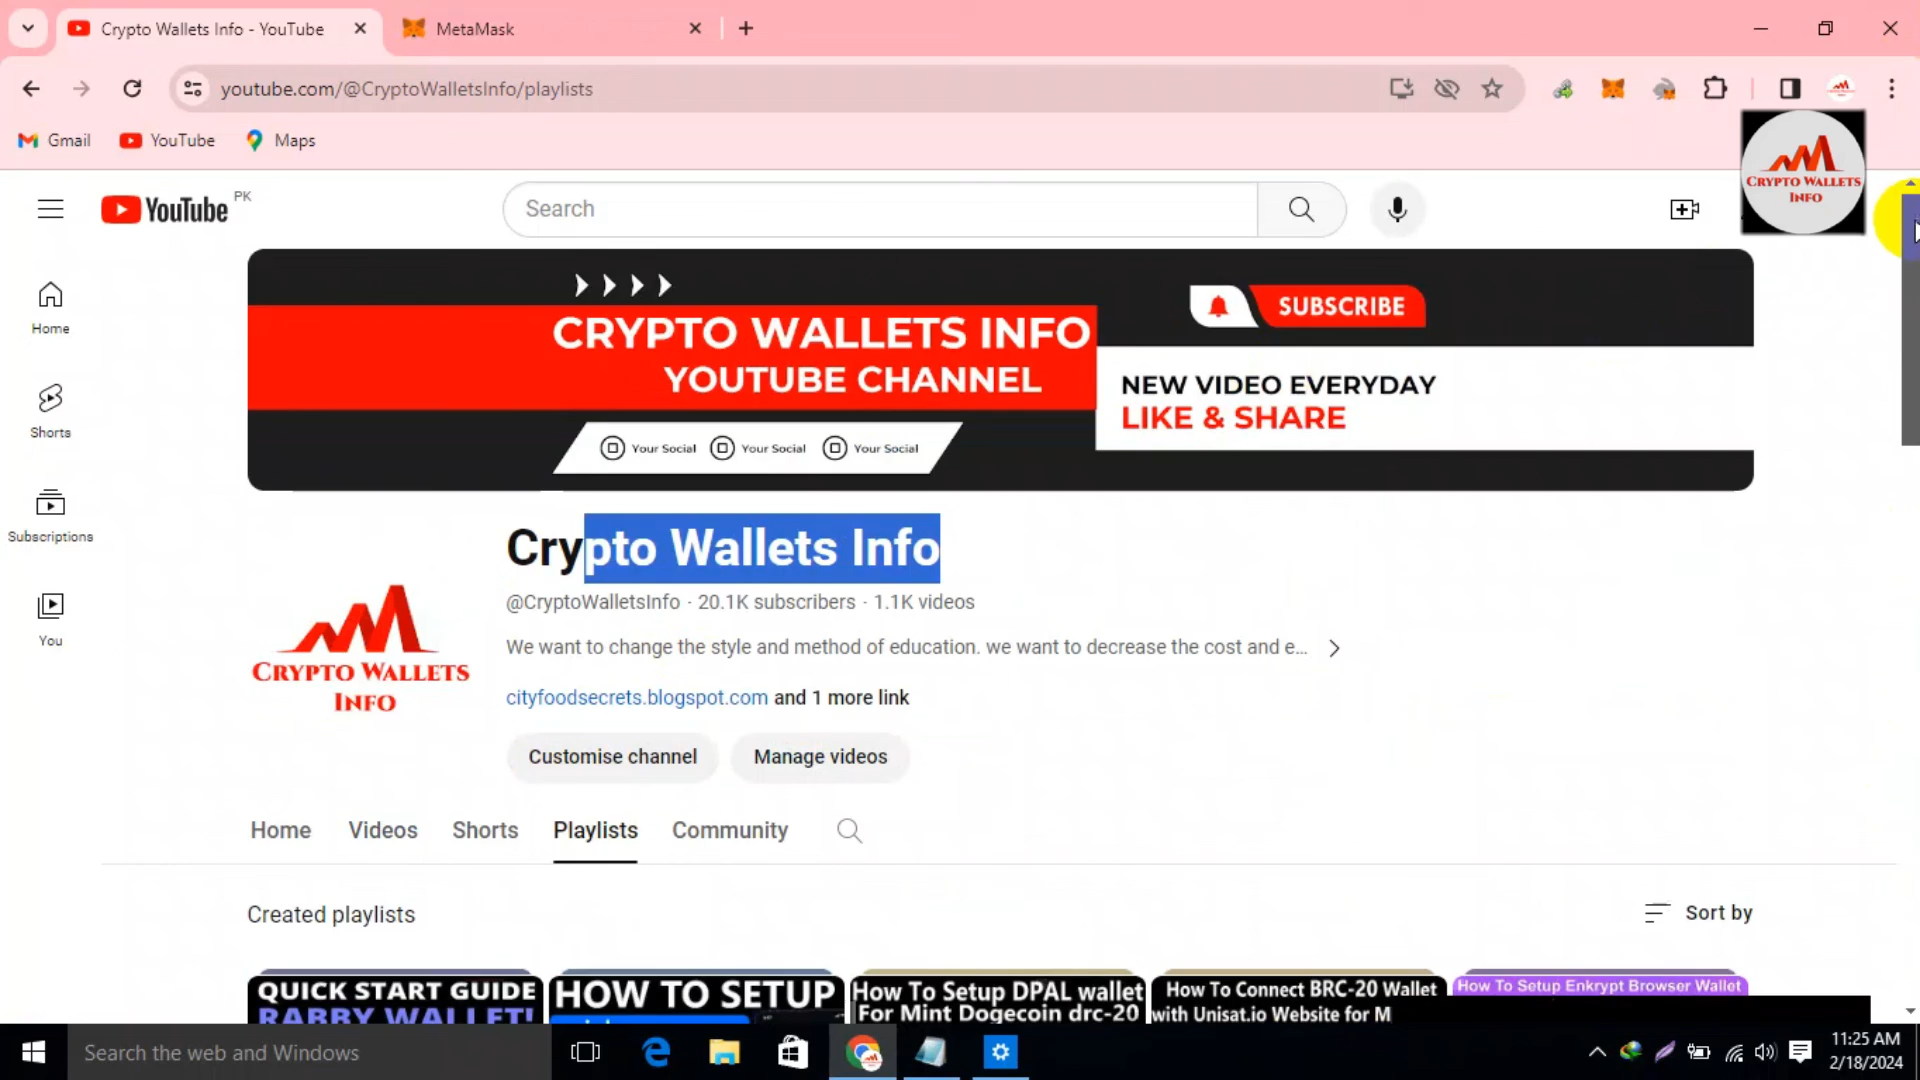 Crypto Wallets Info - YouTube
MetaMask
youtube.com/@CryptoWalletsInfo/playlists
Gmail
YouTube
Maps
CRYPTO WALLETS
INFO
YouTube PK
Search
CRYPTO WALLETS INFO
YOUTUBE CHANNEL
SUBSCRIBE
NEW VIDEO EVERYDAY
LIKE & SHARE
Your Social
Your Social
Your Social
Home
Shorts
Subscriptions
You
CRYPTO WALLETS
INFO
Crypto Wallets Info
@CryptoWalletsInfo · 20.1K subscribers · 1.1K videos
We want to change the style and method of education. we want to decrease the cost and e...
cityfoodsecrets.blogspot.com and 1 more link
Customise channel
Manage videos
Home
Videos
Shorts
Playlists
Community
Created playlists
Sort by
QUICK START GUIDE
RABBY WALLET!
HOW TO SETUP
How To Setup DPAL wallet
For Mint Dogecoin drc-20
How To Connect BRC-20 Wallet
with Unisat.io Website for M
How To Setup Enkrypt Browser Wallet
Search the web and Windows
11:25 AM
2/18/2024